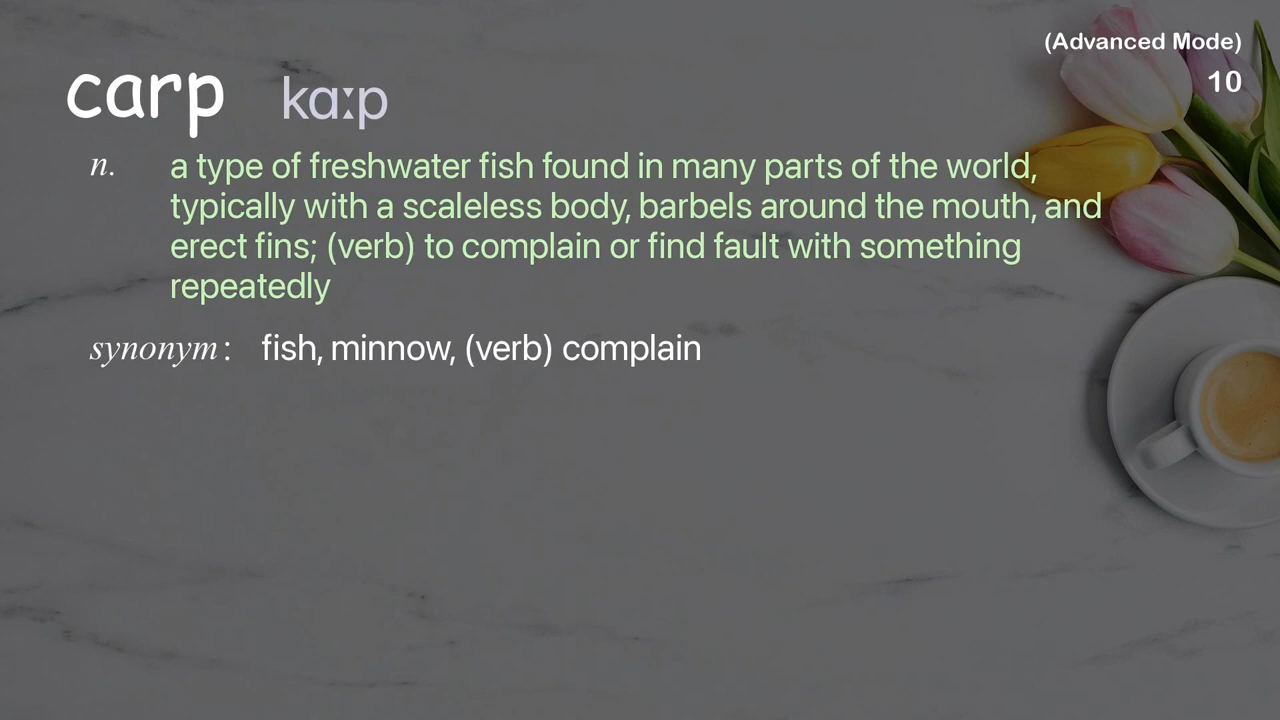 (Advanced Mode)
10
carp kɑːp
n. a type of freshwater fish found in many parts of the world,
typically with a scaleless body, barbels around the mouth, and
erect fins; (verb) to complain or find fault with something
repeatedly
synonym : fish, minnow, (verb) complain